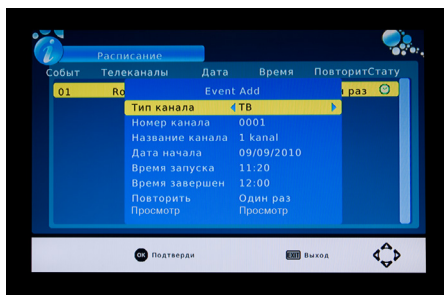 Расписание
Событ Телеканалы Дата Время ПовторитСтату
01 Ro раз
Event Add
Тип канала ТВ
Номер канала 0001
Название канала 1 kanal
Дата начала 09/09/2010
Время запуска 11:20
Время завершен 12:00
Повторить Один раз
Просмотр Просмотр
OK Подтверди EXIT Выход